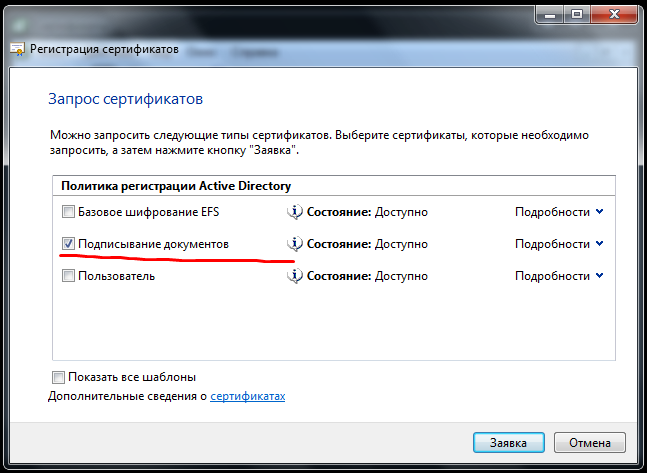 Регистрация сертификатов
Запрос сертификатов
Можно запросить следующие типы сертификатов. Выберите сертификаты, которые необходимо
запросить, а затем нажмите кнопку "Заявка".
Политика регистрации Active Directory
Базовое шифрование EFS Состояние: Доступно Подробности
Подписывание документов Состояние: Доступно Подробности
Пользователь Состояние: Доступно Подробности
Показать все шаблоны
Дополнительные сведения о сертификатах
Заявка Отмена